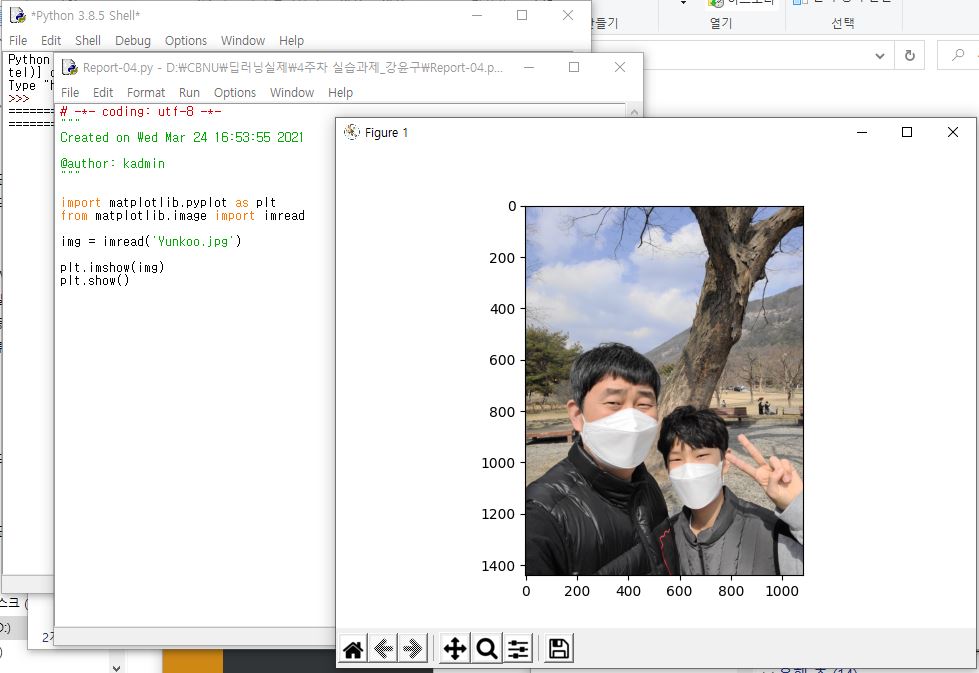 *Python 3.8.5 Shell*
File Edit Shell Debug Options Window Help
Python
tel)]
Type "h
>>>
Report-04.py - D:₩CBNU₩딥러닝실제₩4주차 실습과제_강윤구₩Report-04.p...
File Edit Format Run Options Window Help
# -*- coding: utf-8 -*-
"""
Created on Wed Mar 24 16:53:55 2021
@author: kadmin
"""
import matplotlib.pyplot as plt
from matplotlib.image import imread
img = imread('Yunkoo.jpg')
plt.imshow(img)
plt.show()
들기
열기
선택
Figure 1
0
200
400
600
800
1000
1200
1400
0 200 400 600 800 1000
스크 (